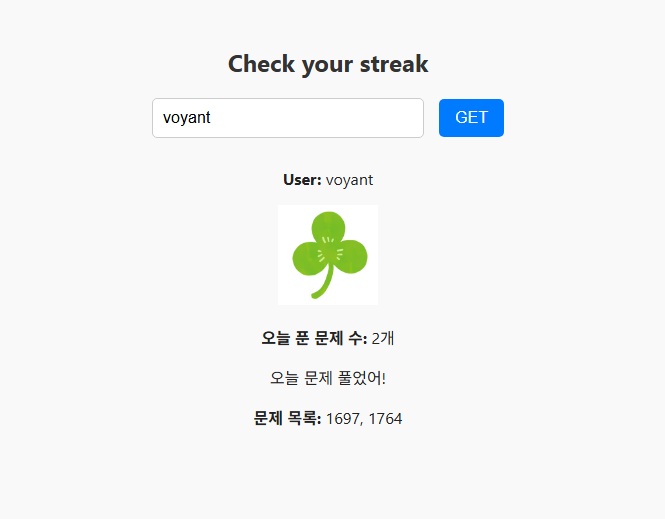 Check your streak
voyant
GET
User: voyant
오늘 푼 문제 수: 2개
오늘 문제 풀었어!
문제 목록: 1697, 1764